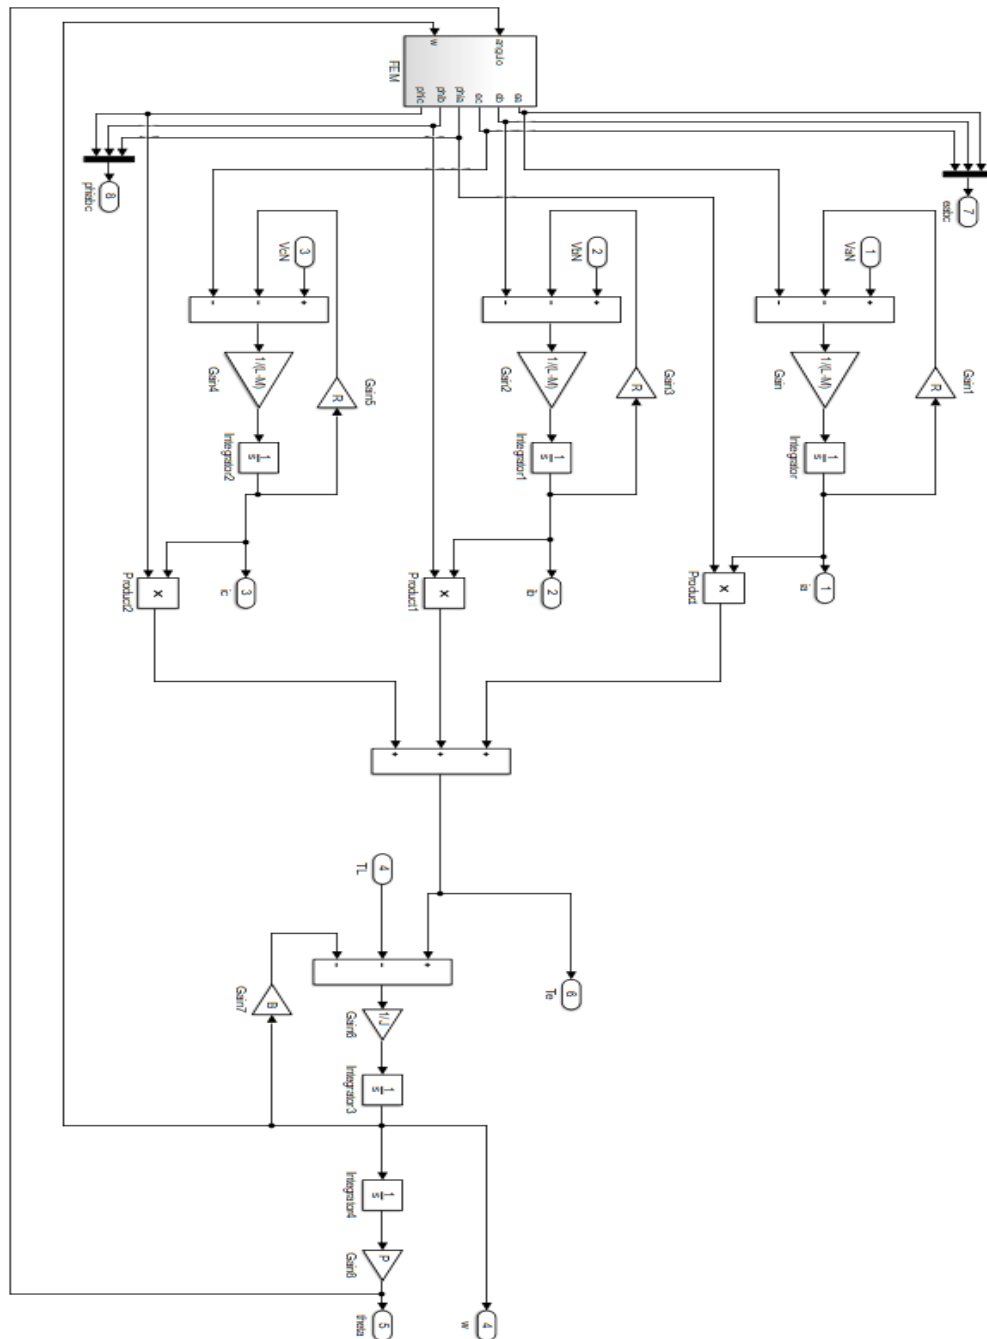 7
eabc
R
Gain1
1
VaN
+
-
-
1/(L-M)
Gain
1
s
Integrator
1
ia
×
Product
R
Gain3
2
VbN
+
-
-
1/(L-M)
Gain2
1
s
Integrator1
2
ib
×
Product1
6
Te
angulo
w
ea
eb
ec
phia
phib
phic
FEM
+
+
+
4
w
+
-
-
4
TL
1/J
Gain6
1
s
Integrator3
1
s
Integrator4
P
Gain8
5
theta
B
Gain7
R
Gain5
3
VcN
+
-
-
1/(L-M)
Gain4
1
s
Integrator2
3
ic
×
Product2
8
phiabc